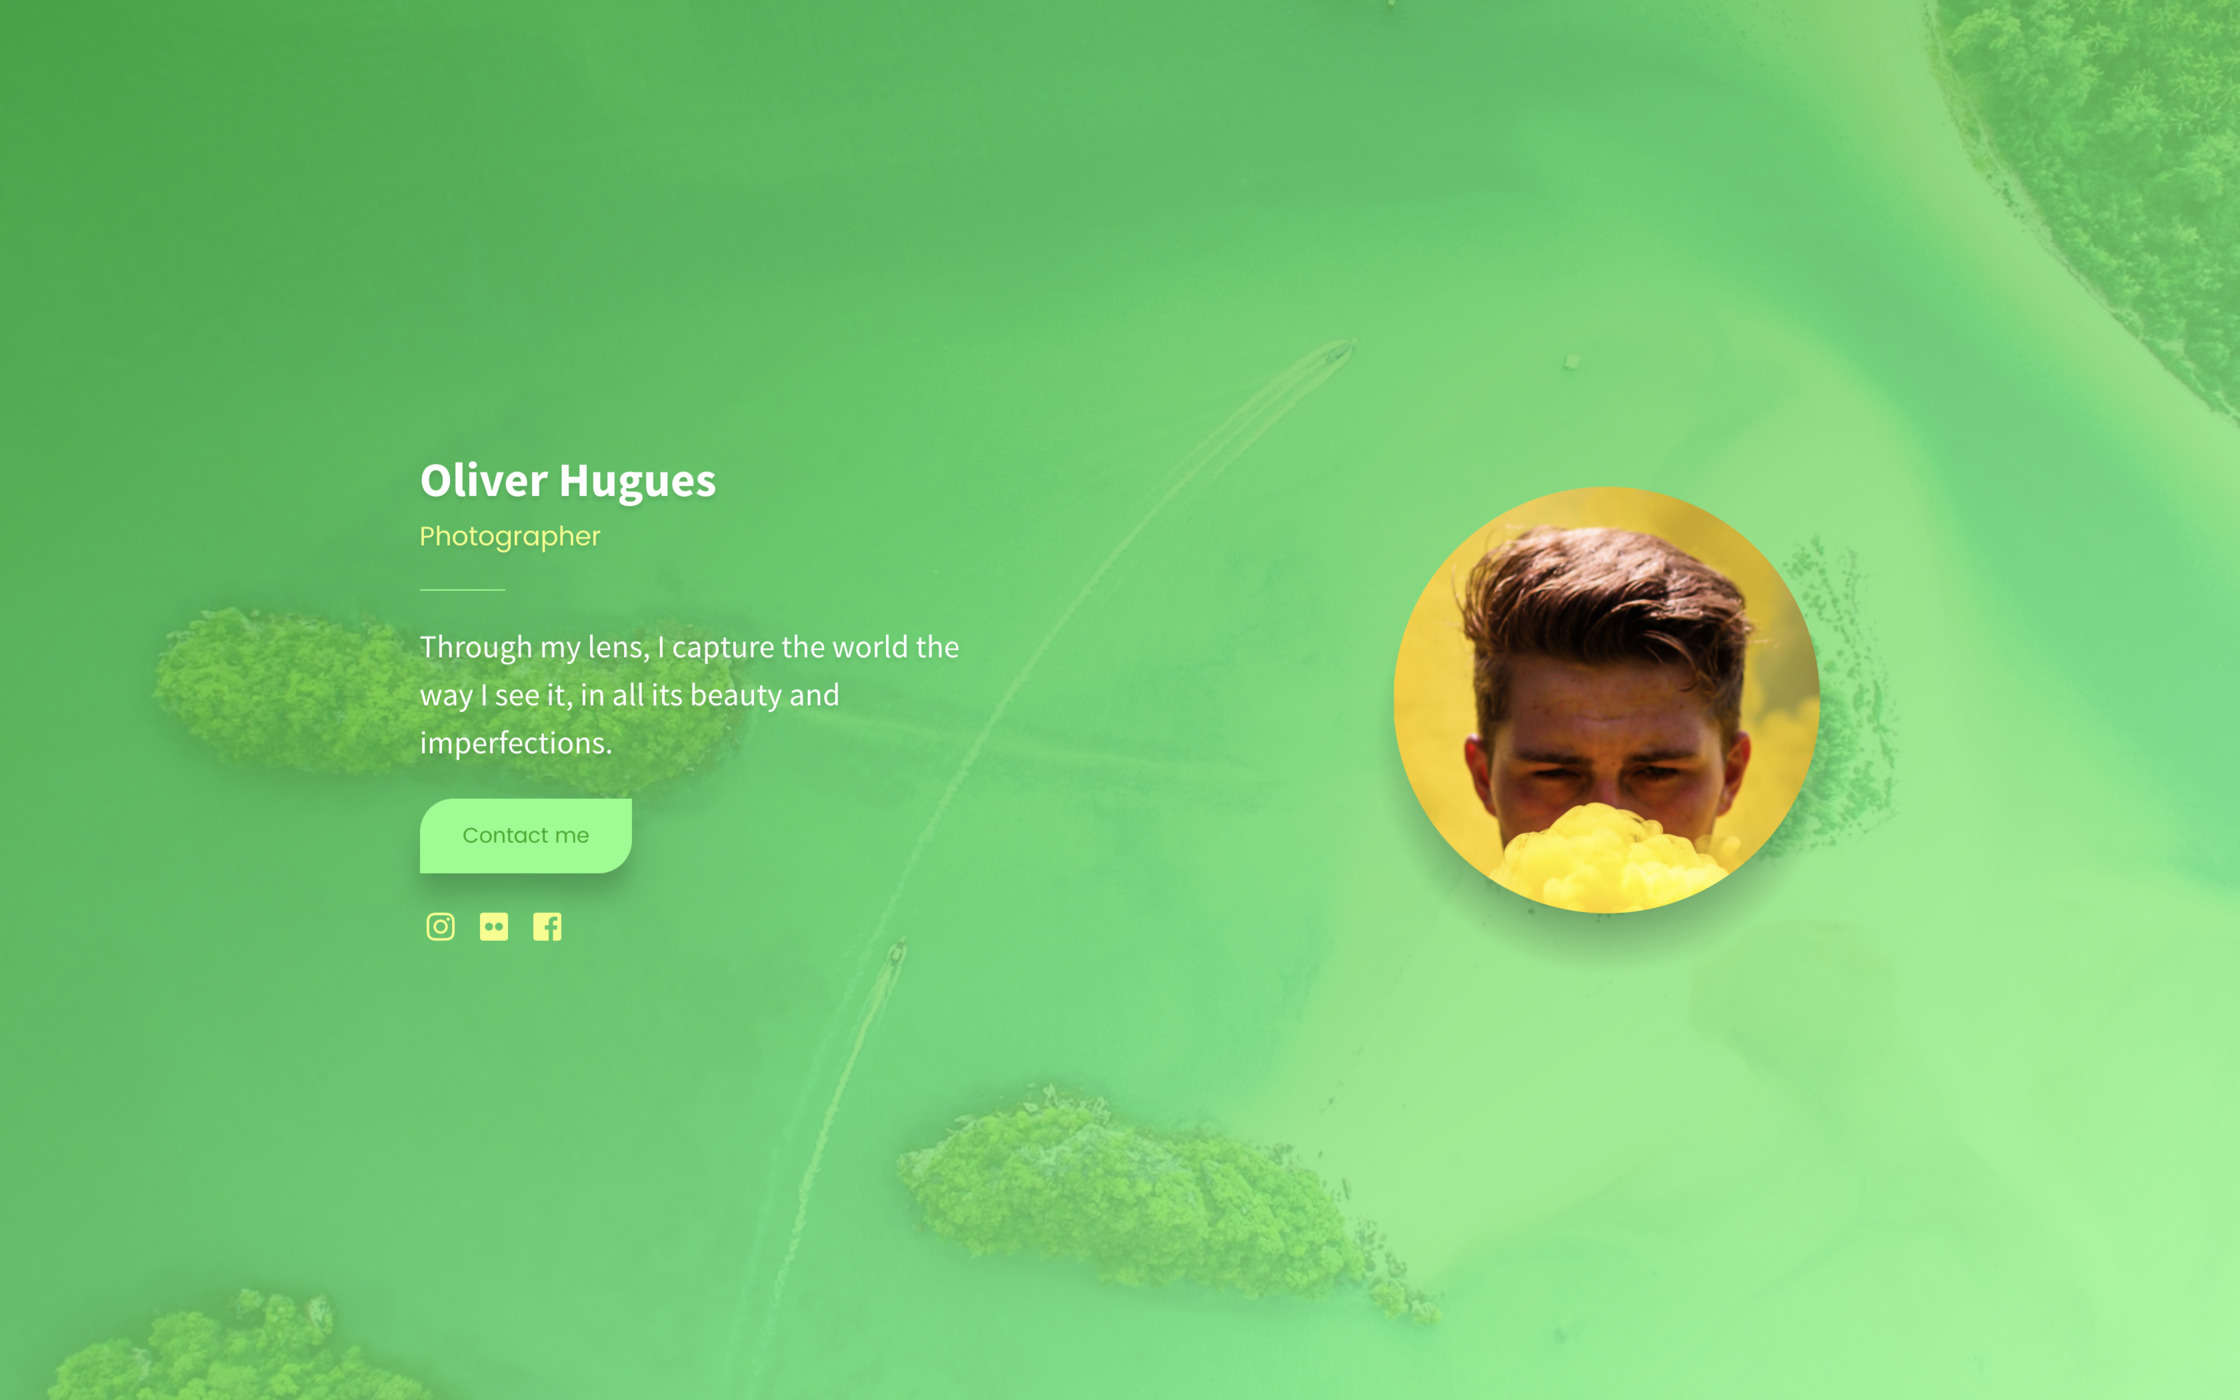 Oliver Hugues
Photographer
Through my lens, I capture the world the
way I see it, in all its beauty and
imperfections.
Contact me